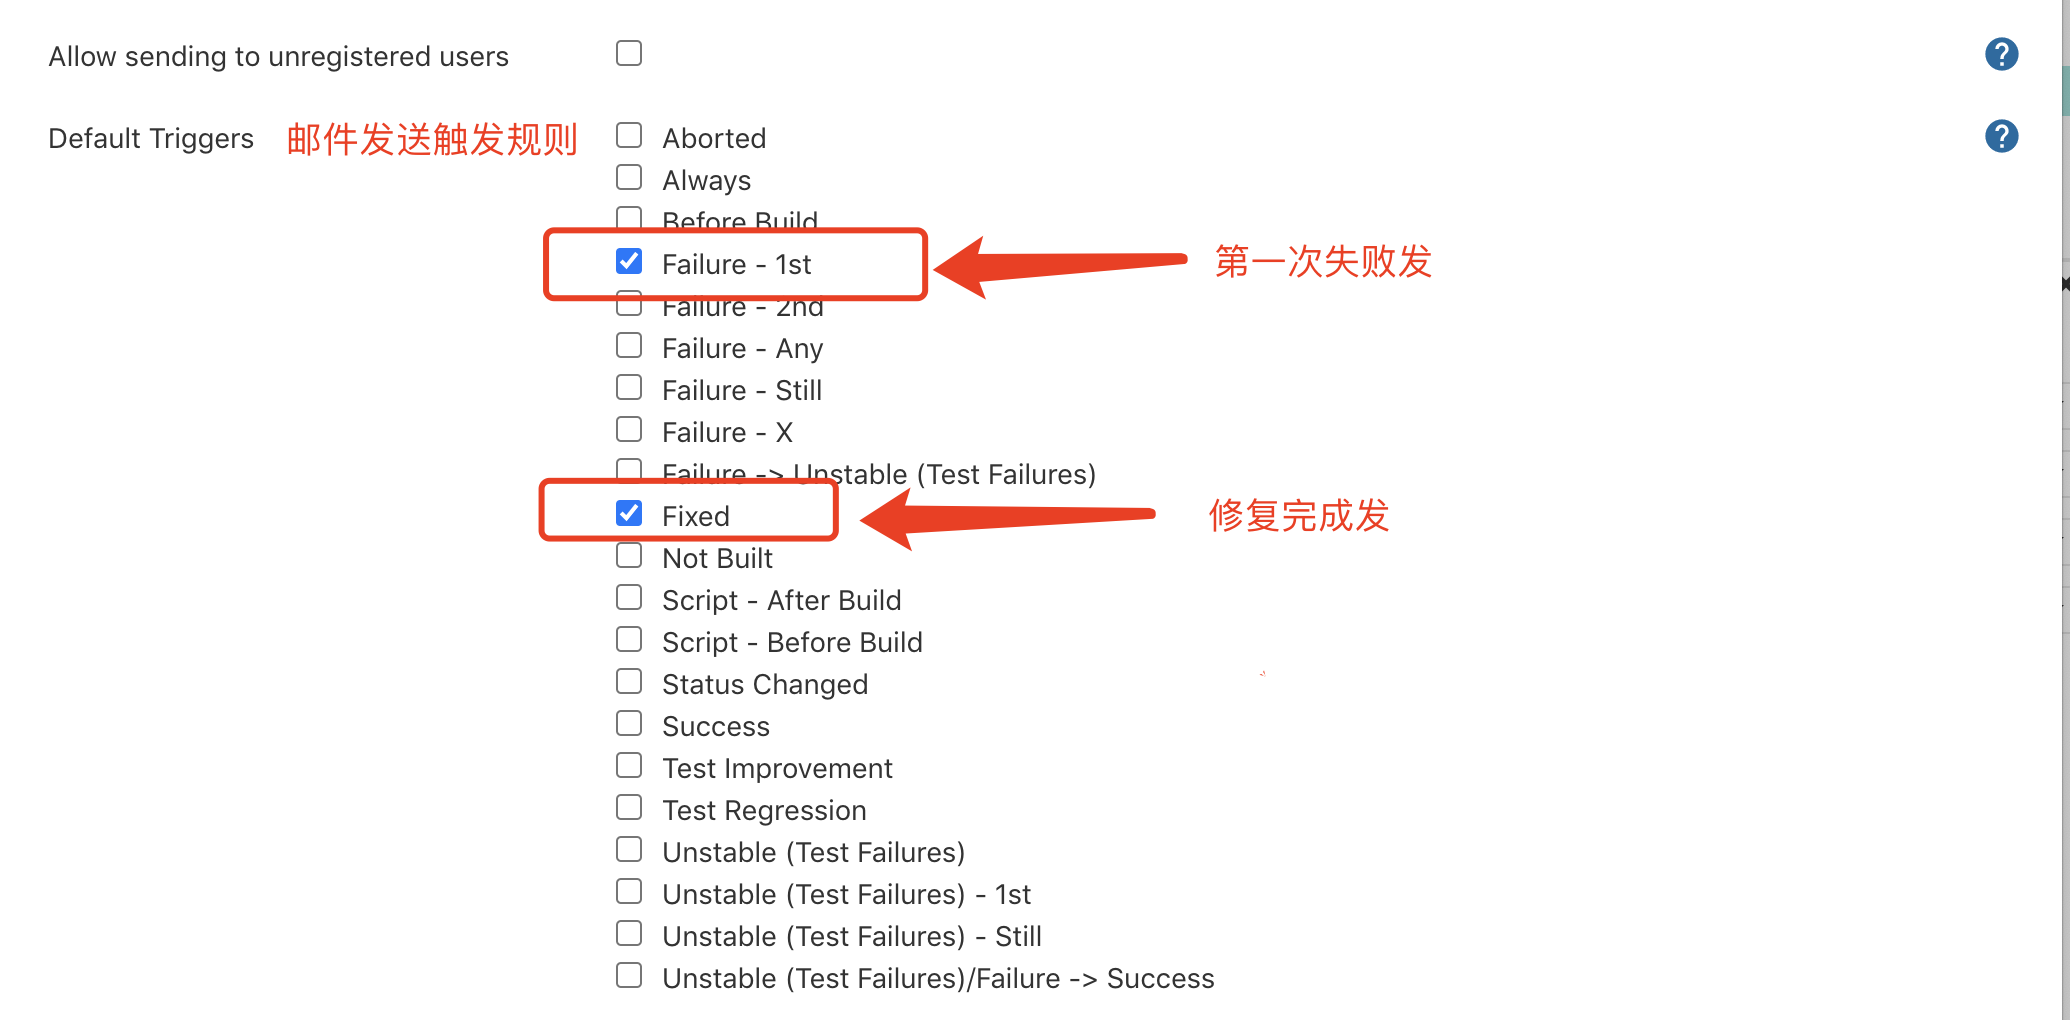 Allow sending to unregistered users
Default Triggers 邮件发送触发规则
Aborted
Always
Before Build
Failure - 1st 第一次失败发
Failure - 2nd
Failure - Any
Failure - Still
Failure - X
Failure -> Unstable (Test Failures)
Fixed 修复完成发
Not Built
Script - After Build
Script - Before Build
Status Changed
Success
Test Improvement
Test Regression
Unstable (Test Failures)
Unstable (Test Failures) - 1st
Unstable (Test Failures) - Still
Unstable (Test Failures)/Failure -> Success